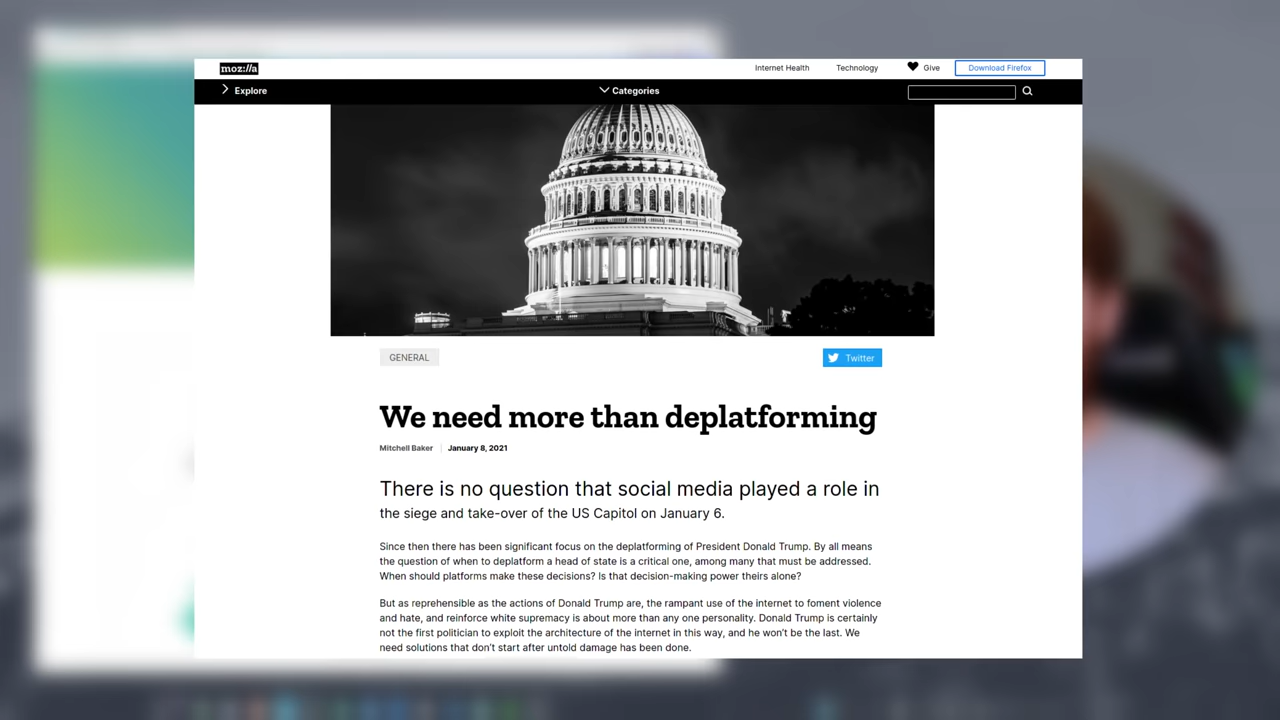 moz://a
Internet Health
Technology
Give
Download Firefox
Explore
Categories
GENERAL
Twitter
We need more than deplatforming
Mitchell Baker
January 8, 2021
There is no question that social media played a role in
the siege and take-over of the US Capitol on January 6.
Since then there has been significant focus on the deplatforming of President Donald Trump. By all means
the question of when to deplatform a head of state is a critical one, among many that must be addressed.
When should platforms make these decisions? Is that decision-making power theirs alone?
But as reprehensible as the actions of Donald Trump are, the rampant use of the internet to foment violence
and hate, and reinforce white supremacy is about more than any one personality. Donald Trump is certainly
not the first politician to exploit the architecture of the internet in this way, and he won't be the last. We
need solutions that don't start after untold damage has been done.